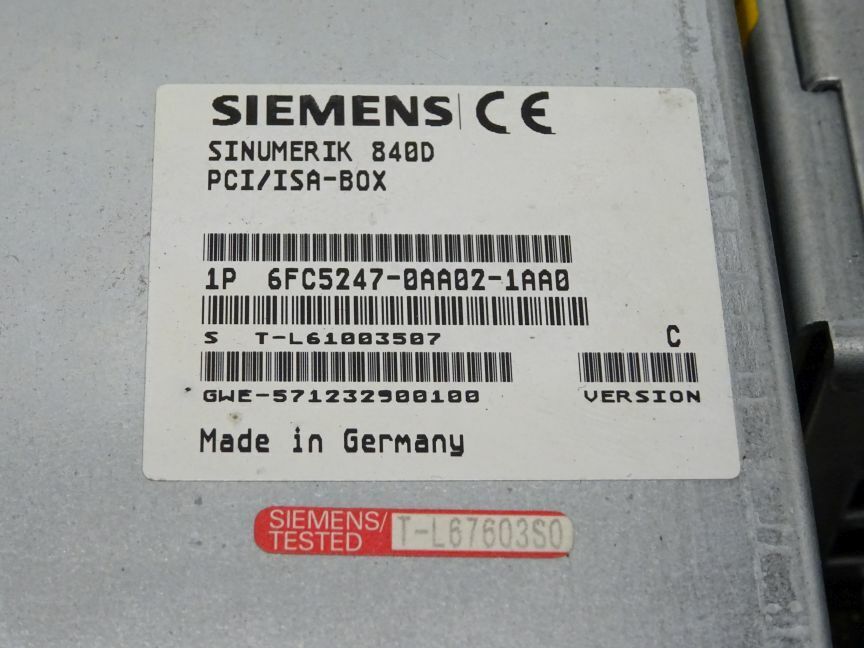 SIEMENS CE
SINUMERIK 840D
PCI/ISA-BOX
1P 6FC5247-0AA02-1AA0
S T-L61003507
C
GWE-571232900100
VERSION
Made in Germany
SIEMENS/
TESTED
T-L67603S0